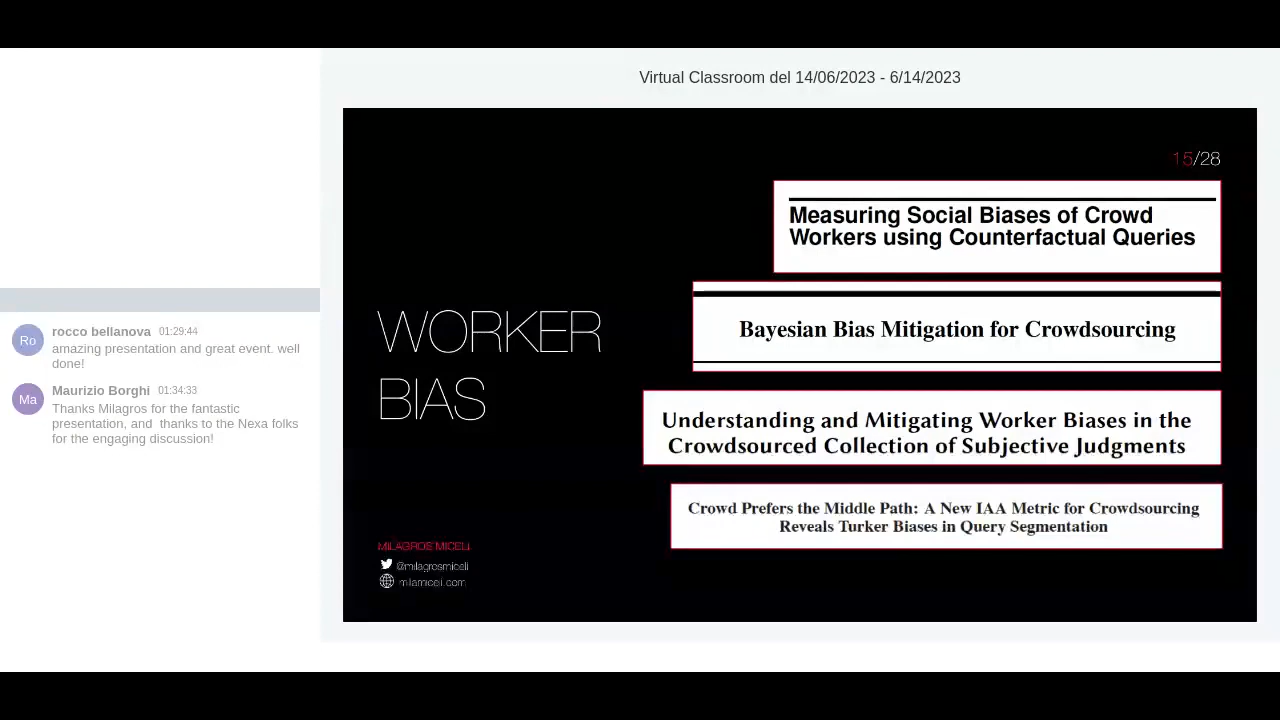 Virtual Classroom del 14/06/2023 - 6/14/2023
Ro
rocco bellanova 01:29:44
amazing presentation and great event. well
done!
Ma
Maurizio Borghi 01:34:33
Thanks Milagros for the fantastic
presentation, and  thanks to the Nexa folks
for the engaging discussion!
15/28
WORKER
BIAS
Measuring Social Biases of Crowd
Workers using Counterfactual Queries
Bayesian Bias Mitigation for Crowdsourcing
Understanding and Mitigating Worker Biases in the
Crowdsourced Collection of Subjective Judgments
Crowd Prefers the Middle Path: A New IAA Metric for Crowdsourcing
Reveals Turker Biases in Query Segmentation
MILAGROS MICELI
@milagrosmiceli
milamiceli.com